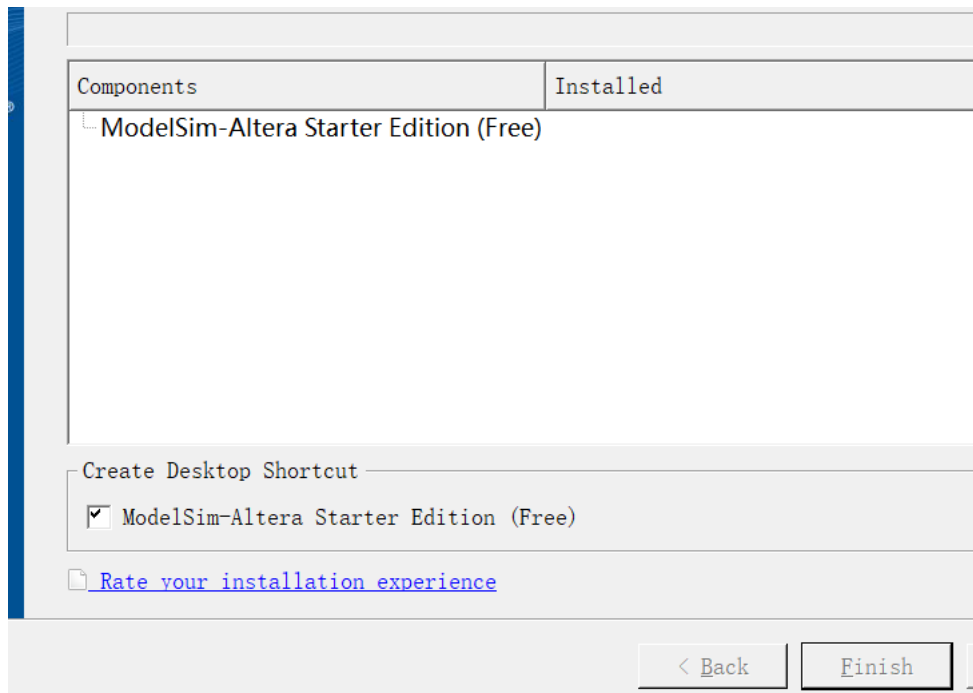 Components Installed
ModelSim-Altera Starter Edition (Free)
Create Desktop Shortcut
ModelSim-Altera Starter Edition (Free)
Rate your installation experience
< Back Finish